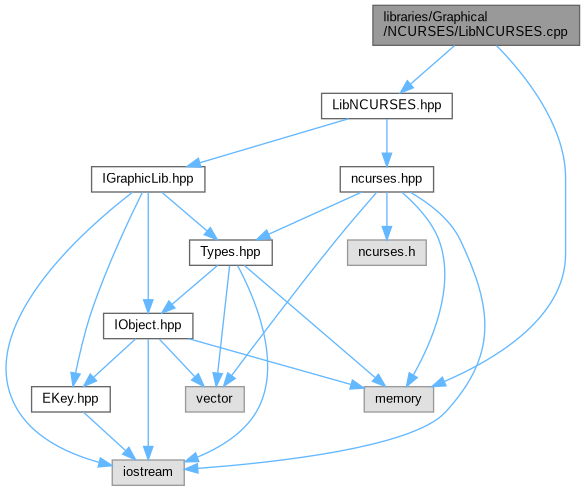 libraries/Graphical
/NCURSES/LibNCURSES.cpp
LibNCURSES.hpp
IGraphicLib.hpp
ncurses.hpp
Types.hpp
ncurses.h
IObject.hpp
EKey.hpp
vector
memory
iostream